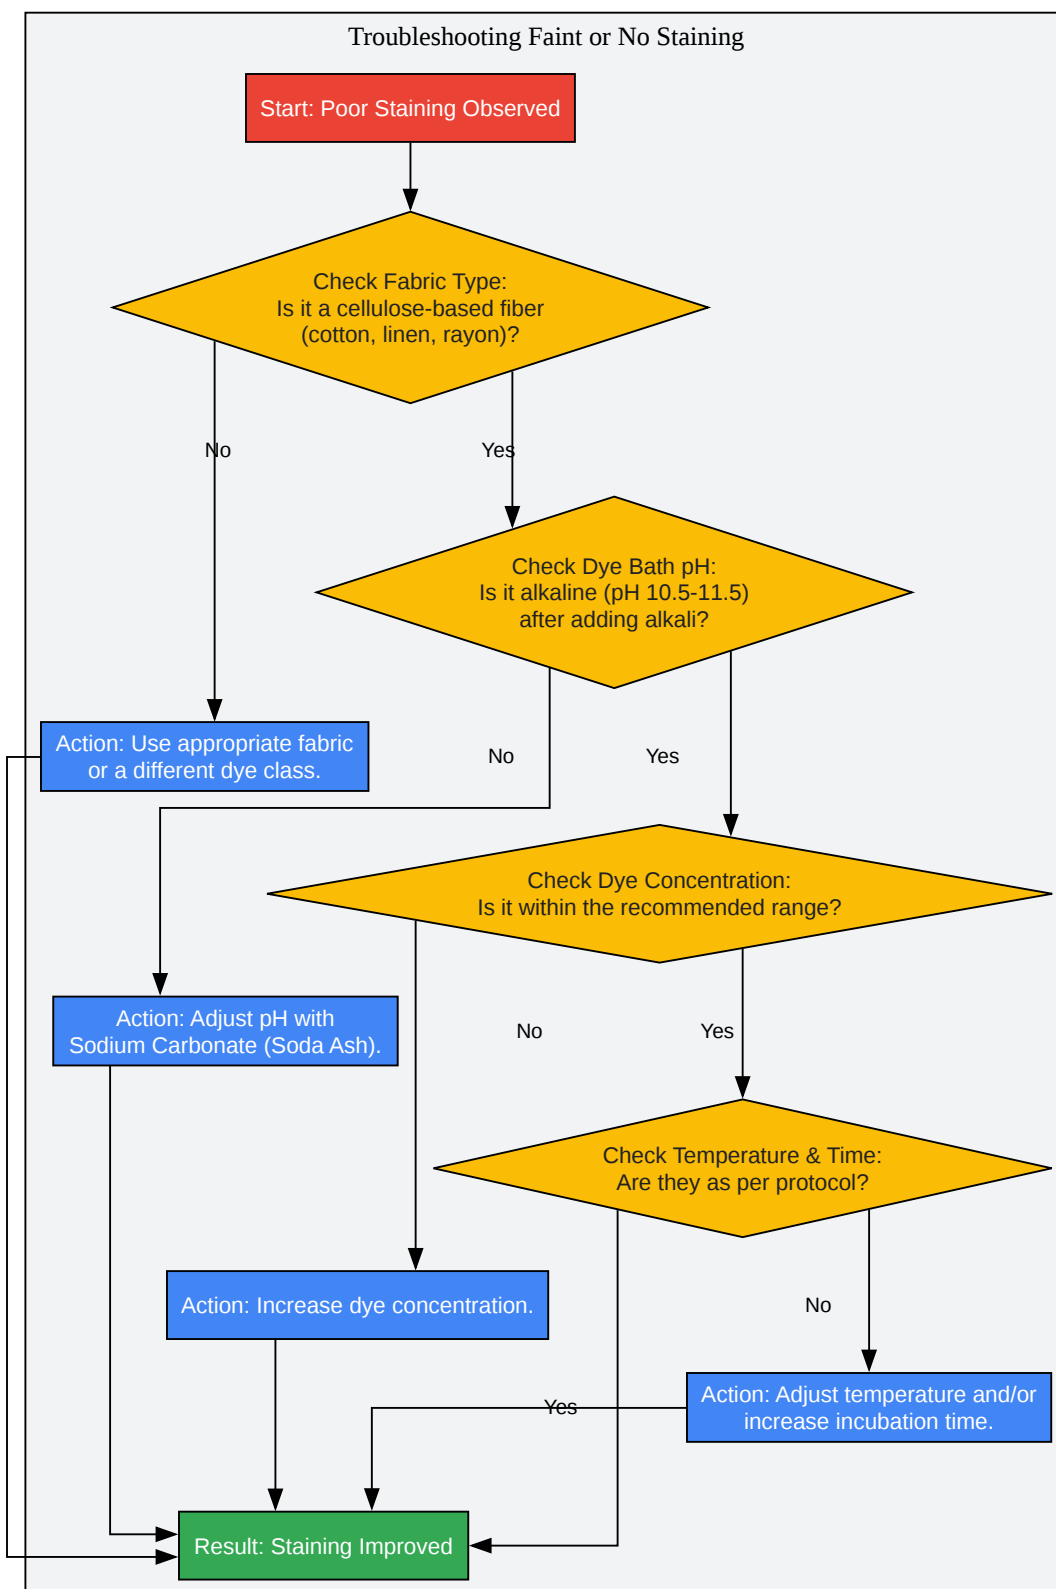 Troubleshooting Faint or No Staining
Start: Poor Staining Observed
Check Fabric Type:
Is it a cellulose-based fiber
(cotton, linen, rayon)?
No
Yes
Check Dye Bath pH:
Is it alkaline (pH 10.5-11.5)
after adding alkali?
Action: Use appropriate fabric
or a different dye class.
No
Yes
Check Dye Concentration:
Is it within the recommended range?
Action: Adjust pH with
Sodium Carbonate (Soda Ash).
No
Yes
Check Temperature & Time:
Are they as per protocol?
Action: Increase dye concentration.
No
Action: Adjust temperature and/or
increase incubation time.
Yes
Result: Staining Improved